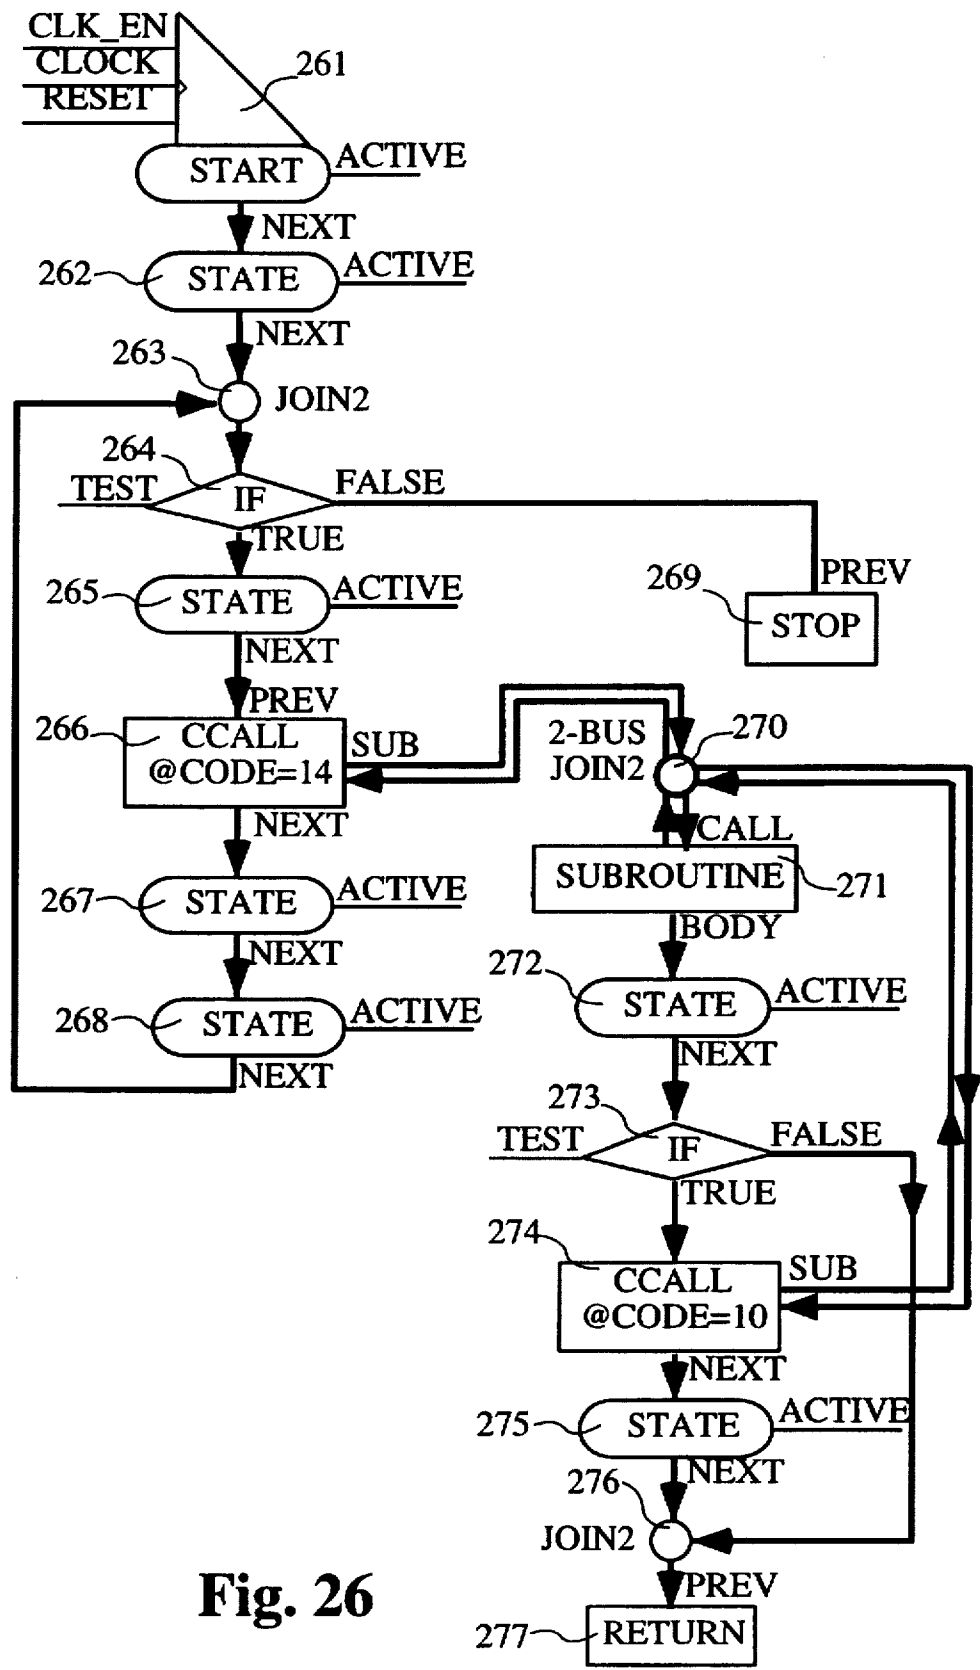 CLK_EN
CLOCK
RESET
261
START
ACTIVE
NEXT
262
STATE
ACTIVE
NEXT
263
JOIN2
264
TEST
IF
FALSE
TRUE
265
STATE
ACTIVE
NEXT
269
PREV
STOP
PREV
266
CCALL
@CODE=14
SUB
NEXT
2-BUS
JOIN2
270
CALL
SUBROUTINE
271
BODY
267
STATE
ACTIVE
NEXT
268
STATE
ACTIVE
NEXT
272
STATE
ACTIVE
NEXT
273
TEST
IF
FALSE
TRUE
274
CCALL
@CODE=10
SUB
NEXT
275
STATE
ACTIVE
NEXT
276
JOIN2
PREV
277
RETURN
Fig. 26